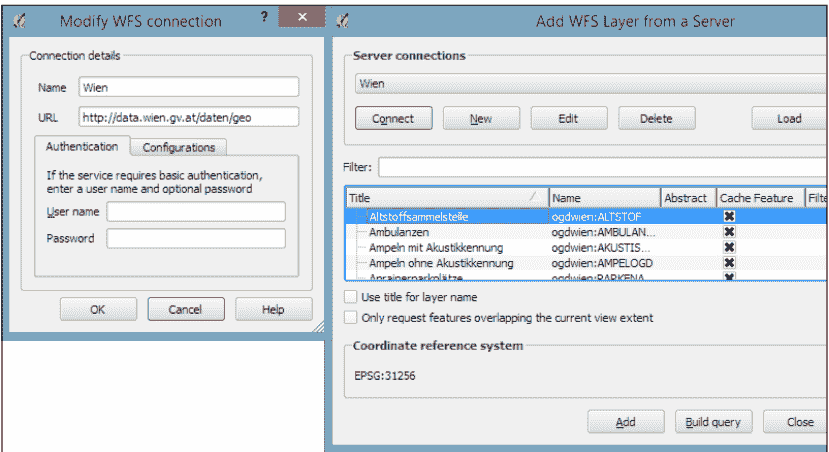 Modify WFS connection ?
Connection details
Name Wien
URL http://data.wien.gv.at/daten/geo
Authentication Configurations
If the service requires basic authentication,
enter a user name and optional password
User name
Password
OK Cancel Help
Add WFS Layer from a Server
Server connections
Wien
Connect New Edit Delete Load
Filter:
Title Name Abstract Cache Feature Filte
Altstoffsammelstelle ogdwien:ALTSTOF
Ambulanzen ogdwien:AMBULAN...
Ampeln mit Akustikkennung ogdwien:AKUSTIS...
Ampeln ohne Akustikkennung ogdwien:AMPELOGD
Anrainerparkplätze ogdwien:PARKENA
Use title for layer name
Only request features overlapping the current view extent
Coordinate reference system
EPSG:31256
Add Build query Close